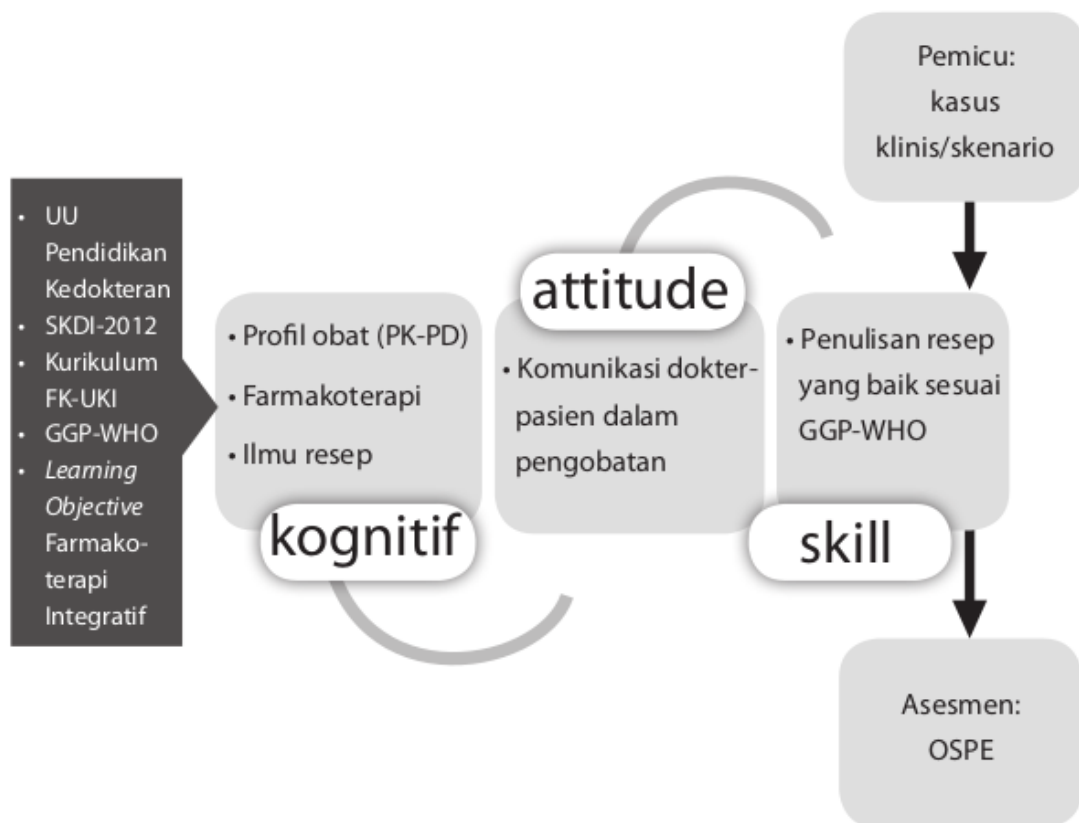 • UU
Pendidikan
Kedokteran
• SKDI-2012
• Kurikulum
FK-UKI
• GGP-WHO
• Learning
Objective
Farmako-
terapi
Integratif
• Profil obat (PK-PD)
• Farmakoterapi
• Ilmu resep
kognitif
attitude
• Komunikasi dokter-
pasien dalam
pengobatan
Pemicu:
kasus
klinis/skenario
• Penulisan resep
yang baik sesuai
GGP-WHO
skill
Asesmen:
OSPE